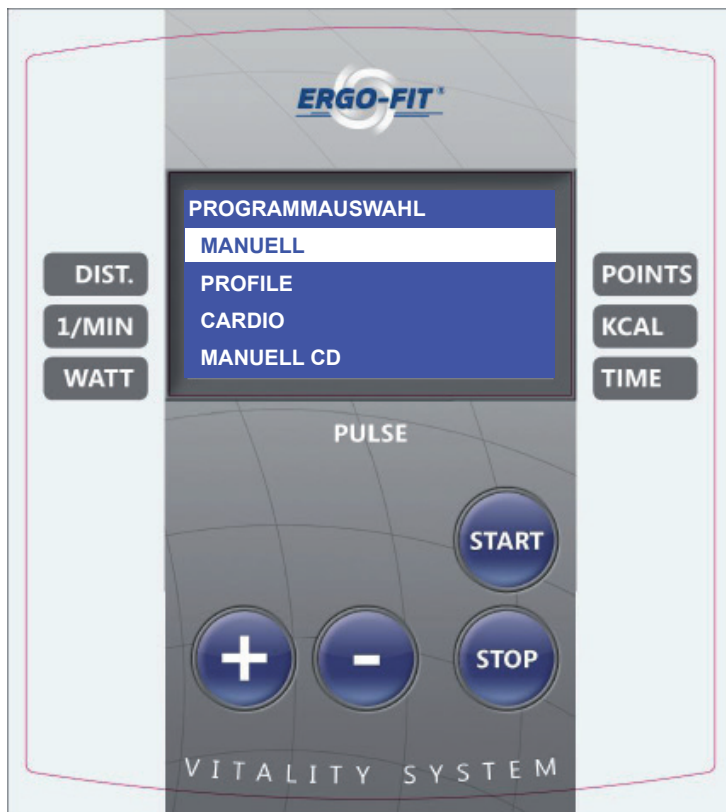 ERGO-FIT®
PROGRAMMAUSWAHL
MANUELL
PROFILE
CARDIO
MANUELL CD
DIST.
1/MIN
WATT
POINTS
KCAL
TIME
PULSE
START
+
-
STOP
VITALITY SYSTEM